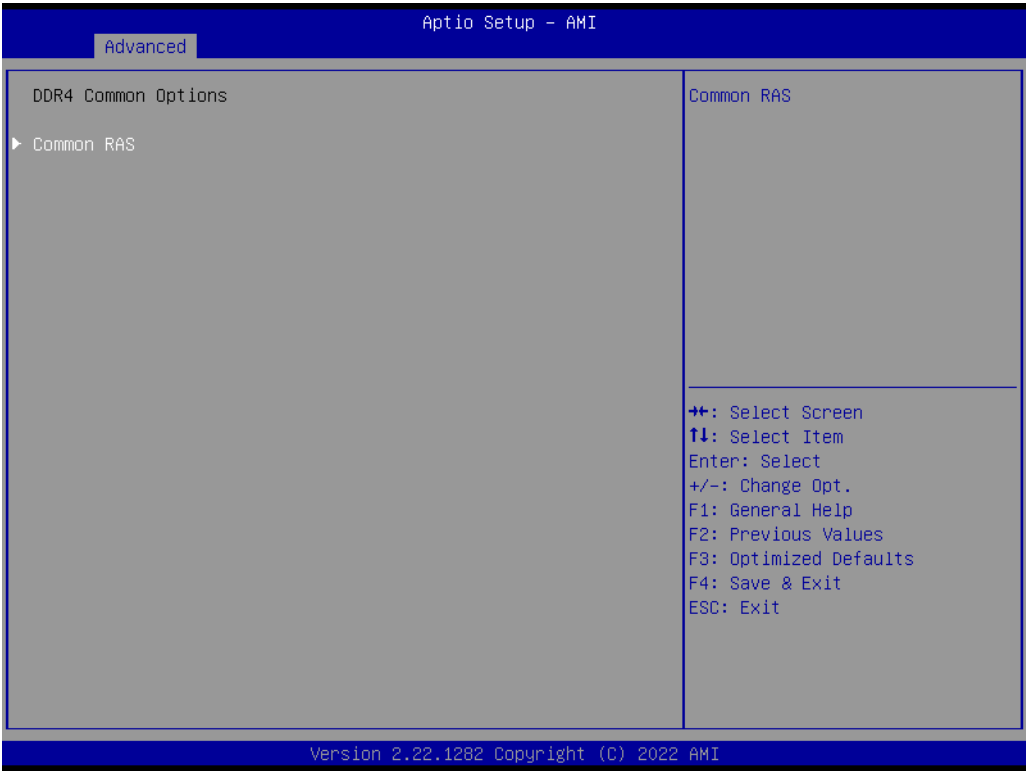 Aptio Setup - AMI
Advanced
DDR4 Common Options
Common RAS
Common RAS
→←: Select Screen
↑↓: Select Item
Enter: Select
+/-: Change Opt.
F1: General Help
F2: Previous Values
F3: Optimized Defaults
F4: Save & Exit
ESC: Exit
Version 2.22.1282 Copyright (C) 2022 AMI